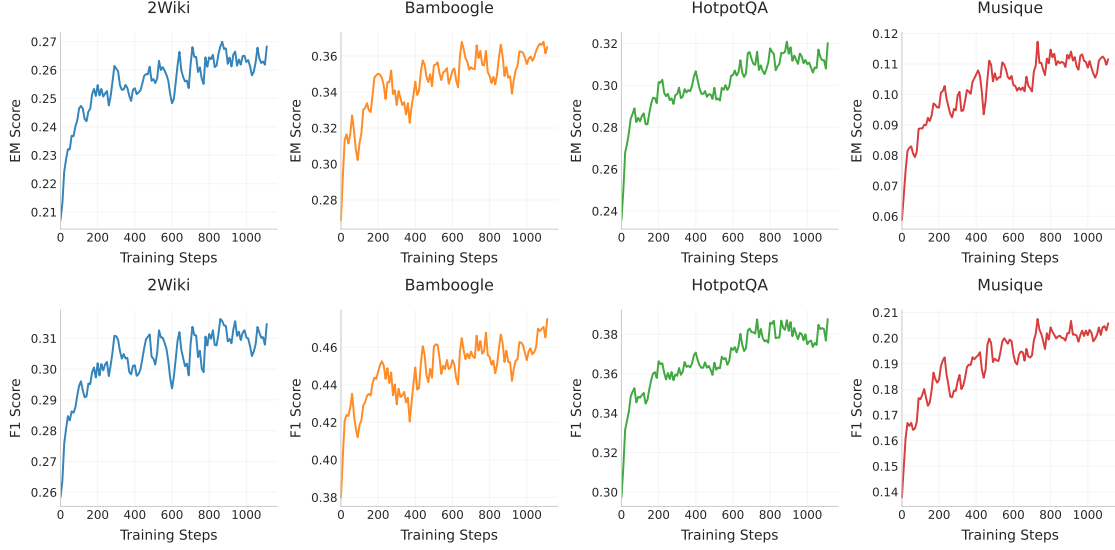 2Wiki
Bamboogle
HotpotQA
Musique
EM Score
0.27
0.26
0.25
0.24
0.23
0.22
0.21
0 200 400 600 800 1000
Training Steps
EM Score
0.36
0.34
0.32
0.30
0.28
0 200 400 600 800 1000
Training Steps
EM Score
0.32
0.30
0.28
0.26
0.24
0 200 400 600 800 1000
Training Steps
EM Score
0.12
0.11
0.10
0.09
0.08
0.07
0.06
0 200 400 600 800 1000
Training Steps
2Wiki
Bamboogle
HotpotQA
Musique
F1 Score
0.31
0.30
0.29
0.28
0.27
0.26
0 200 400 600 800 1000
Training Steps
F1 Score
0.46
0.44
0.42
0.40
0.38
0 200 400 600 800 1000
Training Steps
F1 Score
0.38
0.36
0.34
0.32
0.30
0 200 400 600 800 1000
Training Steps
F1 Score
0.21
0.20
0.19
0.18
0.17
0.16
0.15
0.14
0 200 400 600 800 1000
Training Steps